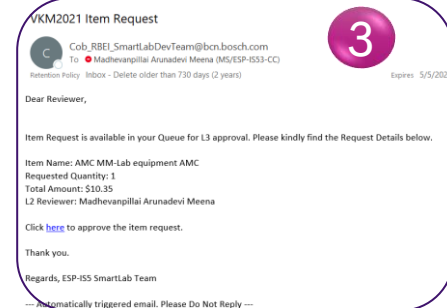 VKM2021 Item Request
3
C
Cob_RBEI_SmartLabDevTeam@bcn.bosch.com
To Madhevanpillai Arunadevi Meena (MS/ESP-IS53-CC)
Retention Policy Inbox - Delete older than 730 days (2 years)
Expires 5/5/202
Dear Reviewer,
Item Request is available in your Queue for L3 approval. Please kindly find the Request Details below.
Item Name: AMC MM-Lab equipment AMC
Requested Quantity: 1
Total Amount: $10.35
L2 Reviewer: Madhevanpillai Arunadevi Meena
Click here to approve the item request.
Thank you.
Regards, ESP-IS5 SmartLab Team
--- Automatically triggered email. Please Do Not Reply ---